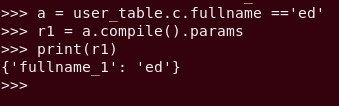 >>> a = user_table.c.fullname =='ed'
>>> r1 = a.compile().params
>>> print(r1)
{'fullname_1': 'ed'}
>>>